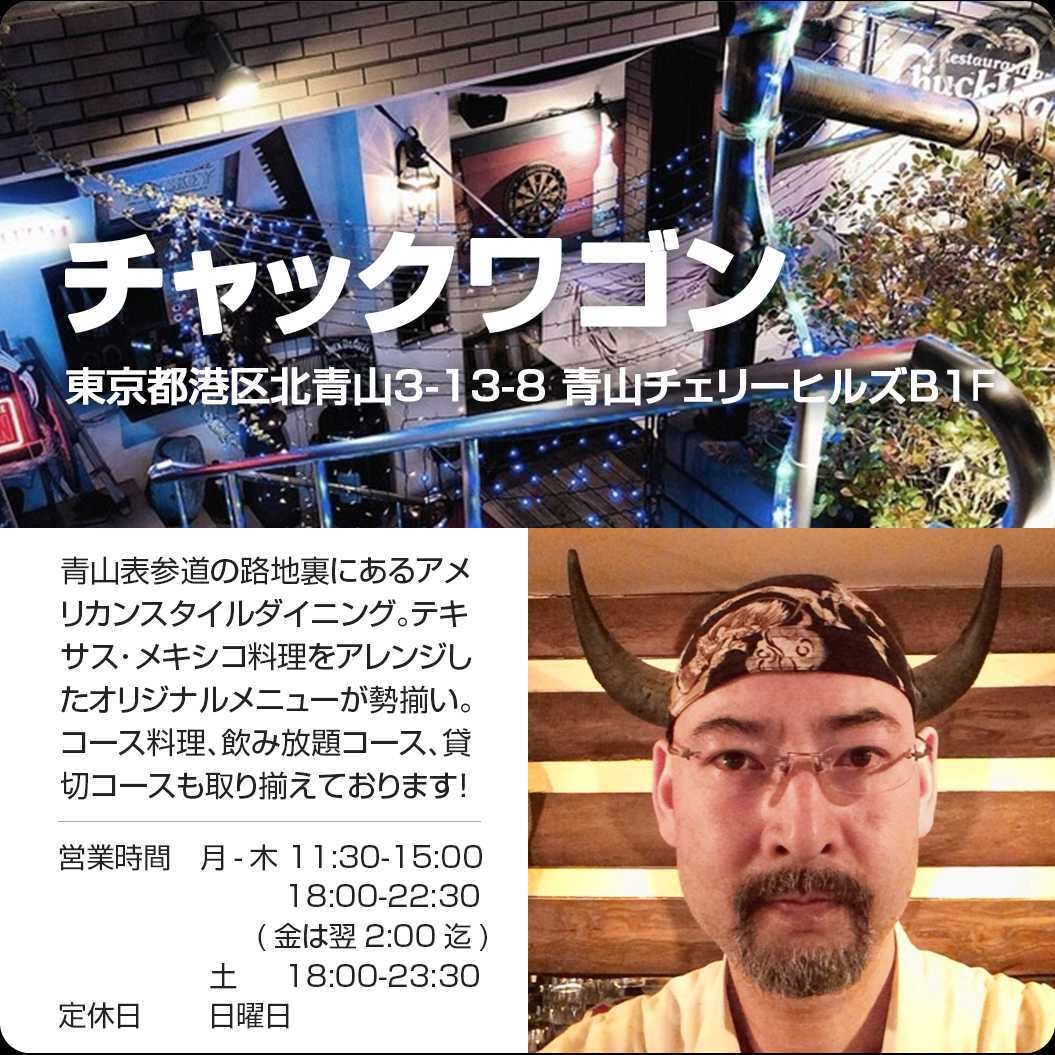 Restaurant
チャックワゴン
東京都港区北青山3-13-8 青山チェリーヒルズB1F
青山表参道の路地裏にあるアメ
リカンスタイルダイニング。テキ
サス・メキシコ料理をアレンジし
たオリジナルメニューが勢揃い。
コース料理、飲み放題コース、貸
切コースも取り揃えております!
営業時間 月-木 11:30-15:00
18:00-22:30
(金は翌2:00迄)
土 18:00-23:30
定休日 日曜日